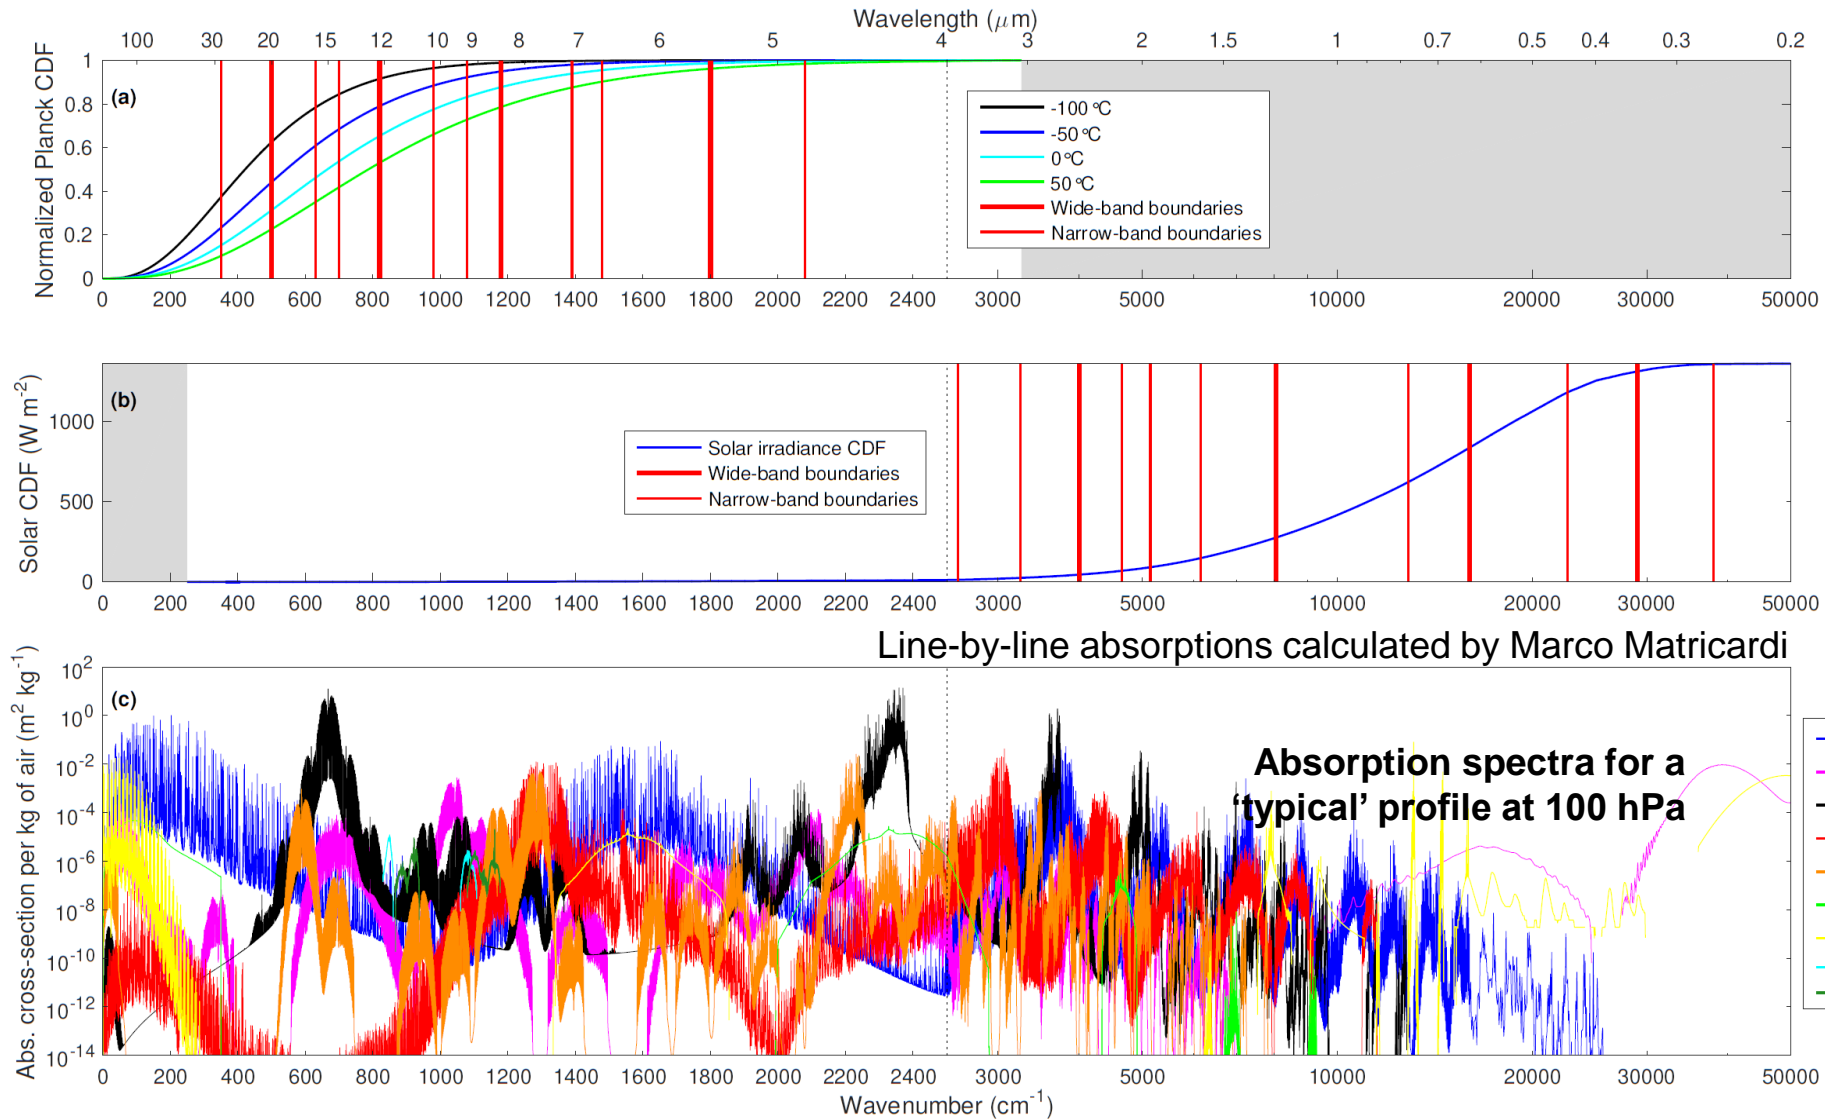 Wavelength (μm)
100 30 20 15 12 10 9 8 7 6 5 4 3 2 1.5 1 0.7 0.5 0.4 0.3 0.2
Normalized Planck CDF
1
0.8
0.6
0.4
0.2
0
(a)
-100 °C
-50 °C
0 °C
50 °C
Wide-band boundaries
Narrow-band boundaries
0 200 400 600 800 1000 1200 1400 1600 1800 2000 2200 2400 3000 5000 10000 20000 30000 50000
Solar CDF (W m-2)
1000
500
0
(b)
Solar irradiance CDF
Wide-band boundaries
Narrow-band boundaries
0 200 400 600 800 1000 1200 1400 1600 1800 2000 2200 2400 3000 5000 10000 20000 30000 50000
Line-by-line absorptions calculated by Marco Matricardi
Abs. cross-section per kg of air (m2 kg-1)
10^2
10^0
10^-2
10^-4
10^-6
10^-8
10^-10
10^-12
10^-14
(c)
Absorption spectra for a
‘typical’ profile at 100 hPa
0 200 400 600 800 1000 1200 1400 1600 1800 2000 2200 2400 3000 5000 10000 20000 30000 50000
Wavenumber (cm-1)